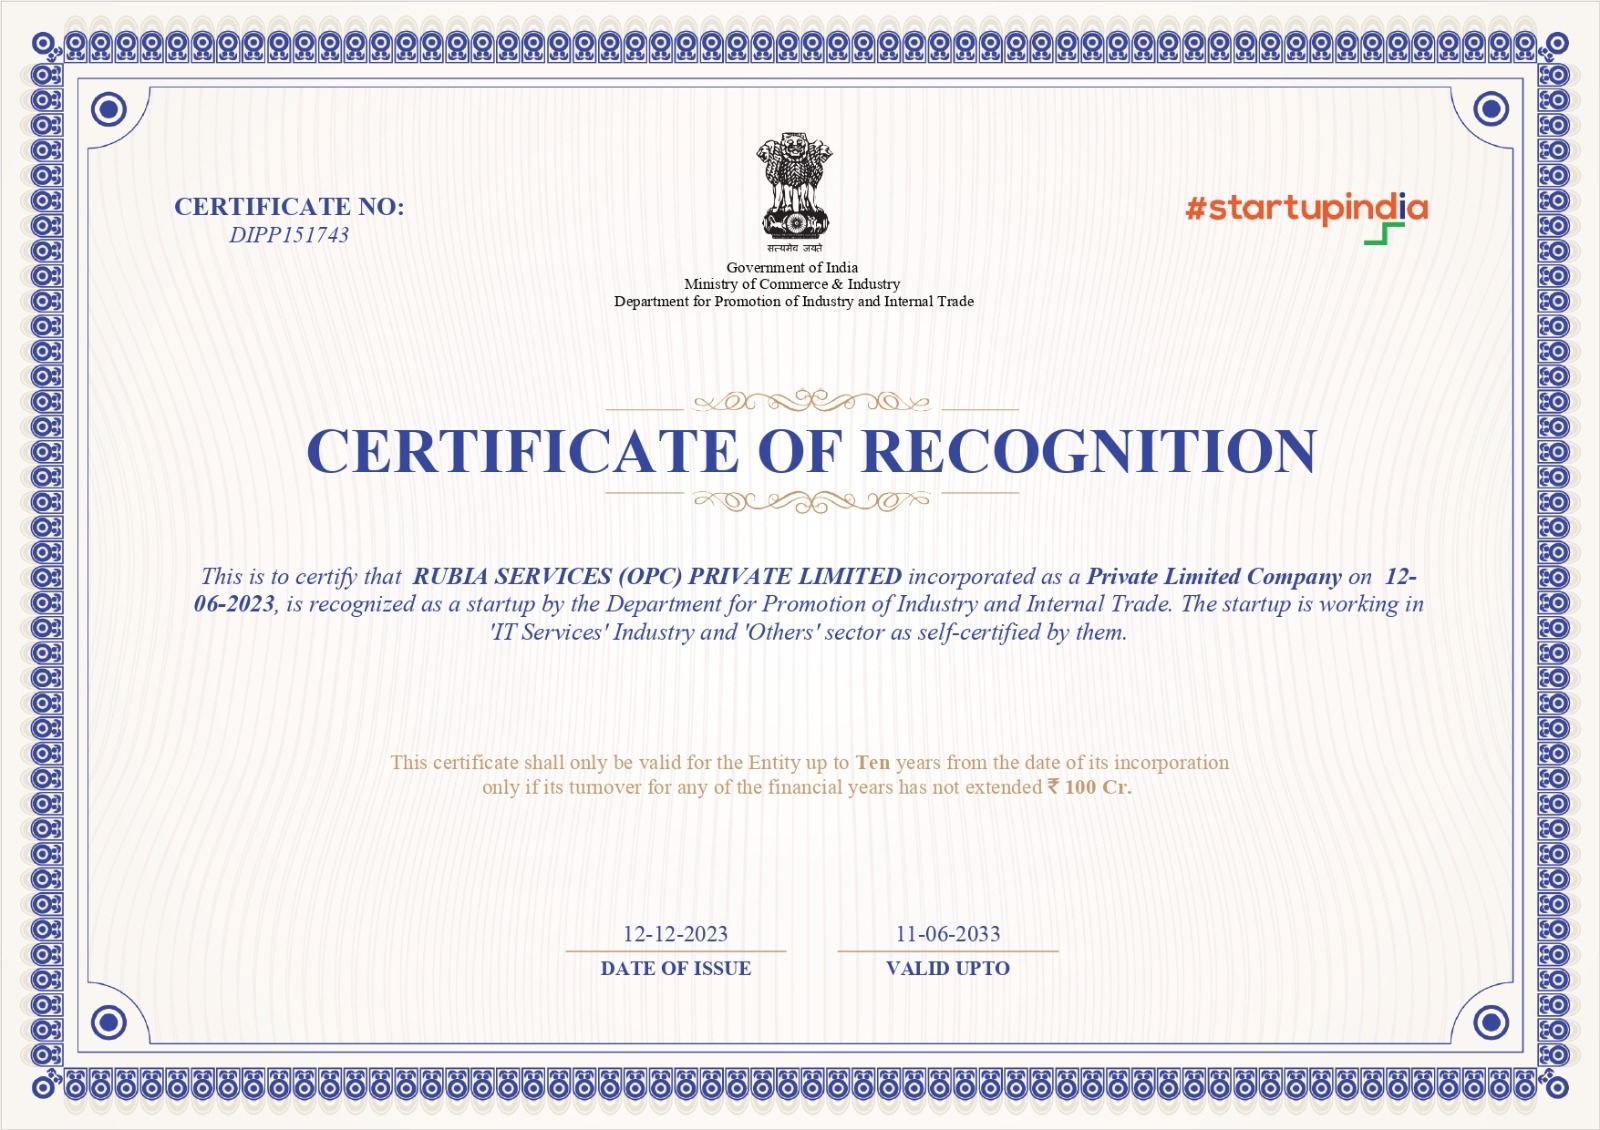 CERTIFICATE NO:
DIPP151743
सत्यमेव जयते
Government of India
Ministry of Commerce & Industry
Department for Promotion of Industry and Internal Trade
#startupindia
CERTIFICATE OF RECOGNITION
This is to certify that RUBIA SERVICES (OPC) PRIVATE LIMITED incorporated as a Private Limited Company on 12-
06-2023, is recognized as a startup by the Department for Promotion of Industry and Internal Trade. The startup is working in
'IT Services' Industry and 'Others' sector as self-certified by them.
This certificate shall only be valid for the Entity up to Ten years from the date of its incorporation
only if its turnover for any of the financial years has not extended ₹ 100 Cr.
12-12-2023
DATE OF ISSUE
11-06-2033
VALID UPTO